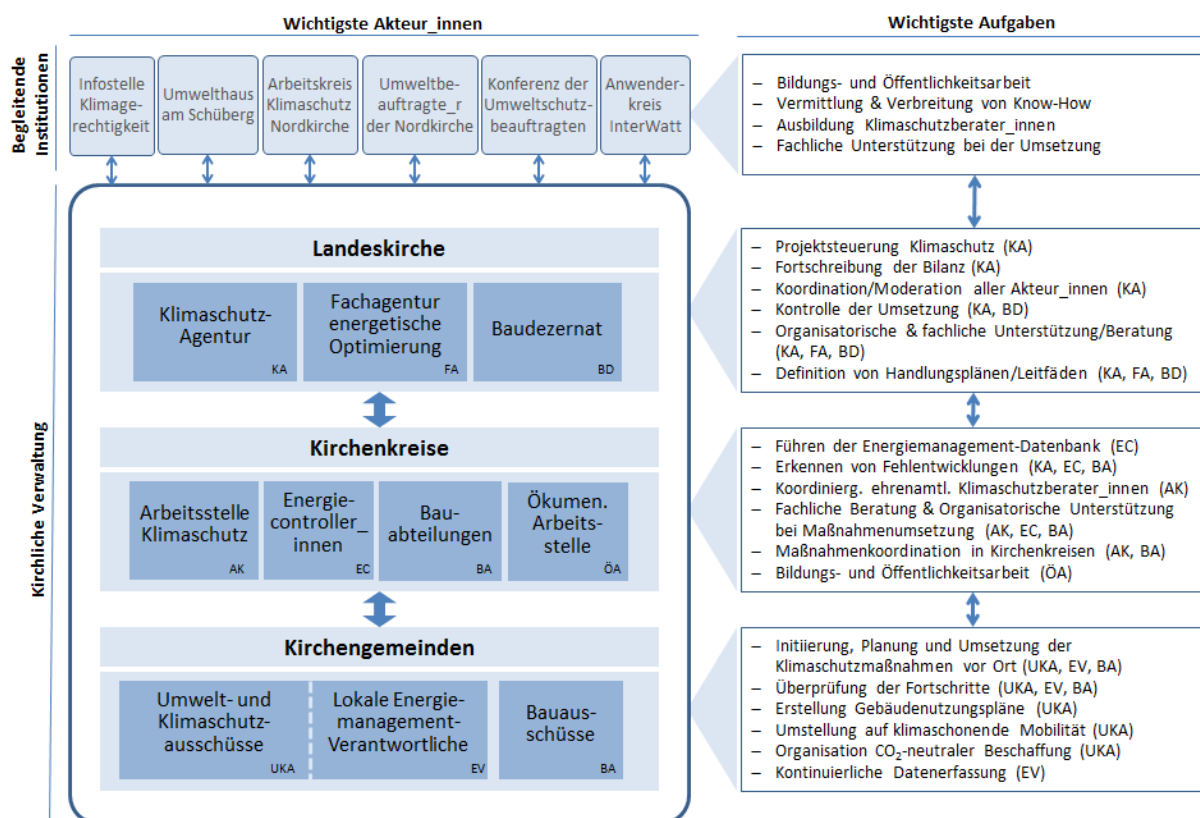 Wichtigste Akteur_innen
Wichtigste Aufgaben
Begleitende
Institutionen
Infostelle
Klimage-
rechtigkeit
Umwelthaus
am Schüberg
Arbeitskreis
Klimaschutz
Nordkirche
Umweltbe-
auftragte_r
der Nordkirche
Konferenz der
Umweltschutz-
beauftragten
Anwender-
kreis
InterWatt
– Bildungs- und Öffentlichkeitsarbeit
– Vermittlung & Verbreitung von Know-How
– Ausbildung Klimaschutzberater_innen
– Fachliche Unterstützung bei der Umsetzung
Kirchliche Verwaltung
Landeskirche
Klimaschutz-
Agentur
KA
Fachagentur
energetische
Optimierung
FA
Baudezernat
BD
– Projektsteuerung Klimaschutz (KA)
– Fortschreibung der Bilanz (KA)
– Koordination/Moderation aller Akteur_innen (KA)
– Kontrolle der Umsetzung (KA, BD)
– Organisatorische & fachliche Unterstützung/Beratung
(KA, FA, BD)
– Definition von Handlungsplänen/Leitfäden (KA, FA, BD)
Kirchenkreise
Arbeitsstelle
Klimaschutz
AK
Energie-
controller_
innen
EC
Bau-
abteilungen
BA
Ökumen.
Arbeits-
stelle
ÖA
– Führen der Energiemanagement-Datenbank (EC)
– Erkennen von Fehlentwicklungen (KA, EC, BA)
– Koordinierg. ehrenamtl. Klimaschutzberater_innen (AK)
– Fachliche Beratung & Organisatorische Unterstützung
bei Maßnahmenumsetzung (AK, EC, BA)
– Maßnahmenkoordination in Kirchenkreisen (AK, BA)
– Bildungs- und Öffentlichkeitsarbeit (ÖA)
Kirchengemeinden
Umwelt- und
Klimaschutz-
ausschüsse
UKA
Lokale Energie-
management-
Verantwortliche
EV
Bauaus-
schüsse
BA
– Initiierung, Planung und Umsetzung der
Klimaschutzmaßnahmen vor Ort (UKA, EV, BA)
– Überprüfung der Fortschritte (UKA, EV, BA)
– Erstellung Gebäudenutzungspläne (UKA)
– Umstellung auf klimaschonende Mobilität (UKA)
– Organisation CO₂-neutraler Beschaffung (UKA)
– Kontinuierliche Datenerfassung (EV)